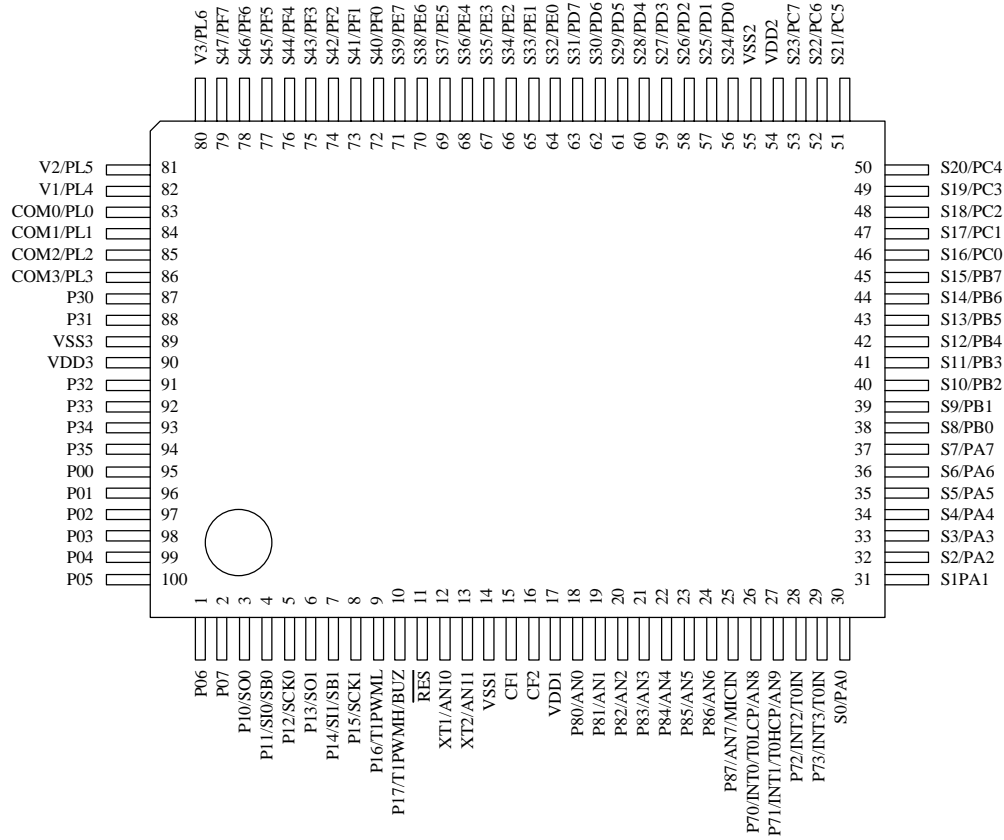 V3/PL6
S47/PF7
S46/PF6
S45/PF5
S44/PF4
S43/PF3
S42/PF2
S41/PF1
S40/PF0
S39/PE7
S38/PE6
S37/PE5
S36/PE4
S35/PE3
S34/PE2
S33/PE1
S32/PE0
S31/PD7
S30/PD6
S29/PD5
S28/PD4
S27/PD3
S26/PD2
S25/PD1
S24/PD0
VSS2
VDD2
S23/PC7
S22/PC6
S21/PC5
80
79
78
77
76
75
74
73
72
71
70
69
68
67
66
65
64
63
62
61
60
59
58
57
56
55
54
53
52
51
V2/PL5 81
V1/PL4 82
COM0/PL0 83
COM1/PL1 84
COM2/PL2 85
COM3/PL3 86
P30 87
P31 88
VSS3 89
VDD3 90
P32 91
P33 92
P34 93
P35 94
P00 95
P01 96
P02 97
P03 98
P04 99
P05 100
50 S20/PC4
49 S19/PC3
48 S18/PC2
47 S17/PC1
46 S16/PC0
45 S15/PB7
44 S14/PB6
43 S13/PB5
42 S12/PB4
41 S11/PB3
40 S10/PB2
39 S9/PB1
38 S8/PB0
37 S7/PA7
36 S6/PA6
35 S5/PA5
34 S4/PA4
33 S3/PA3
32 S2/PA2
31 S1PA1
1
2
3
4
5
6
7
8
9
10
11
12
13
14
15
16
17
18
19
20
21
22
23
24
25
26
27
28
29
30
P06
P07
P10/SO0
P11/SI0/SB0
P12/SCK0
P13/SO1
P14/SI1/SB1
P15/SCK1
P16/T1PWML
P17/T1PWMH/BUZ
RES
XT1/AN10
XT2/AN11
VSS1
CF1
CF2
VDD1
P80/AN0
P81/AN1
P82/AN2
P83/AN3
P84/AN4
P85/AN5
P86/AN6
P87/AN7/MICIN
P70/INT0/T0LCP/AN8
P71/INT1/T0HCP/AN9
P72/INT2/T0IN
P73/INT3/T0IN
S0/PA0